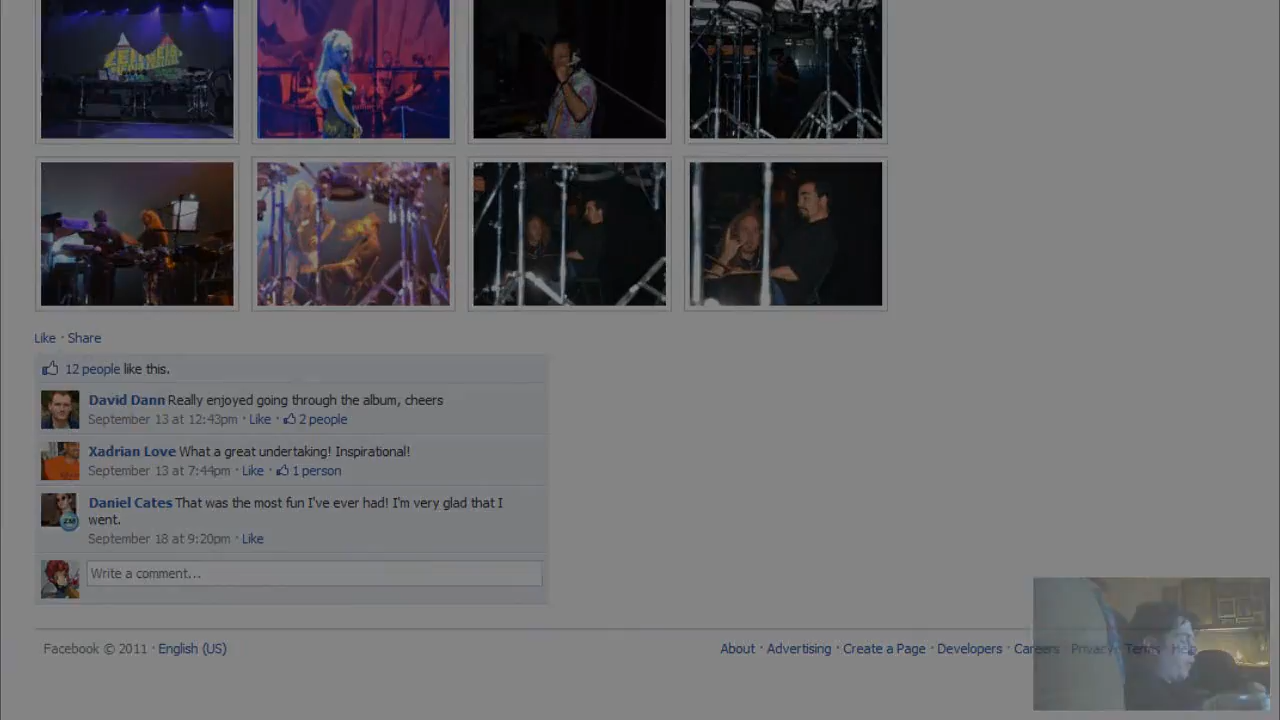 Like · Share
12 people like this.
David Dann Really enjoyed going through the album, cheers
September 13 at 12:43pm · Like · 2 people
Xadrian Love What a great undertaking! Inspirational!
September 13 at 7:44pm · Like · 1 person
Daniel Cates That was the most fun I've ever had! I'm very glad that I
went.
September 18 at 9:20pm · Like
Write a comment...
Facebook © 2011 · English (US)
About · Advertising · Create a Page · Developers · Careers · Privacy · Terms · Help